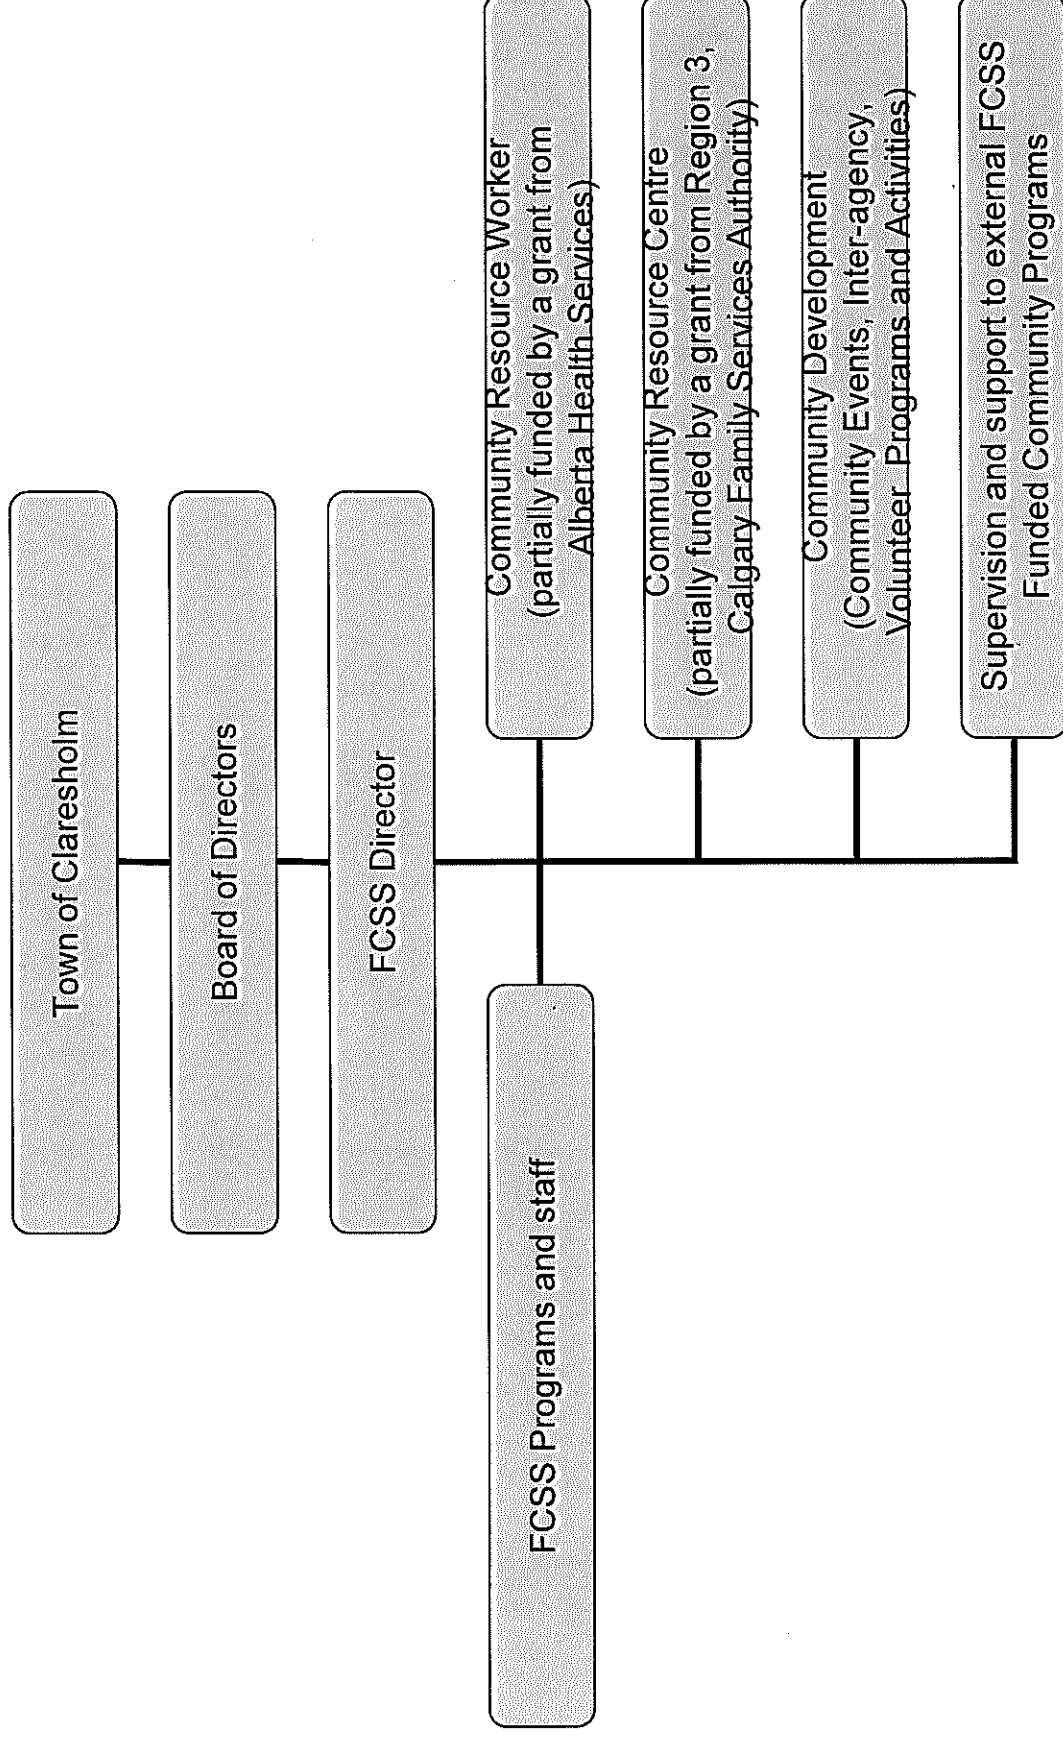 Town of Claresholm
Board of Directors
FCSS Director
FCSS Programs and staff
Community Resource Worker
(partially funded by a grant from
Alberta Health Services)
Community Resource Centre
(partially funded by a grant from Region 3,
Calgary Family Services Authority)
Community Development
(Community Events, Inter-agency,
Volunteer Programs and Activities)
Supervision and support to external FCSS
Funded Community Programs